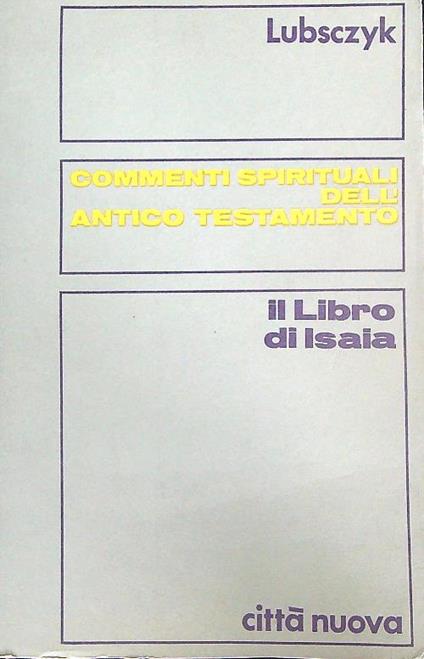 Lubsczyk
COMMENTI SPIRITUALI
DELL'
ANTICO TESTAMENTO
il Libro
di Isaia
città nuova